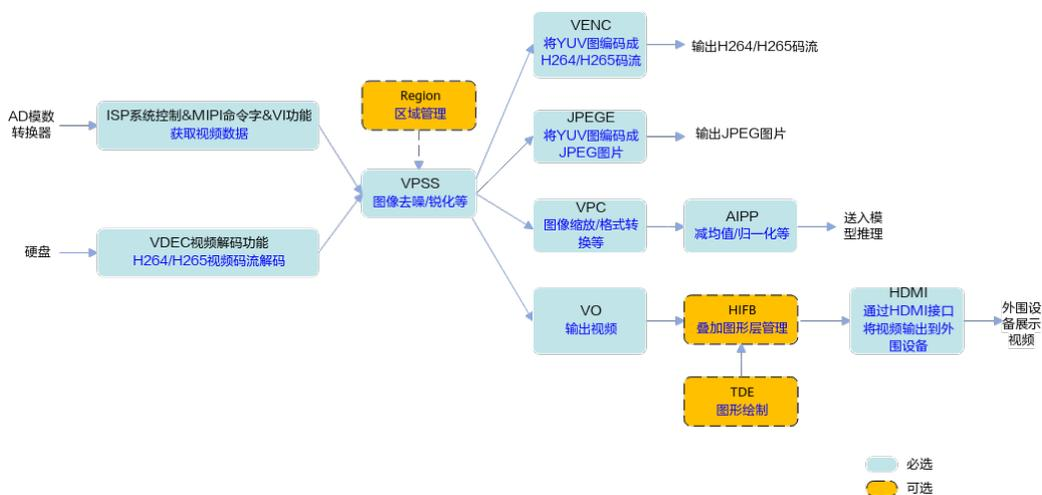 AD模数
转换器
ISP系统控制&MIPI命令字&VI功能
获取视频数据
硬盘
VDEC视频解码功能
H264/H265视频码流解码
Region
区域管理
VPSS
图像去噪/锐化等
VENC
将YUV图编码成
H264/H265码流
输出H264/H265码流
JPEGE
将YUV图编码成
JPEG图片
输出JPEG图片
VPC
图像缩放/格式转
换等
AIPP
减均值/归一化等
送入模
型推理
VO
输出视频
HIFB
叠加图形层管理
TDE
图形绘制
HDMI
通过HDMI接口
将视频输出到外
围设备
外围设
备展示
视频
必选
可选